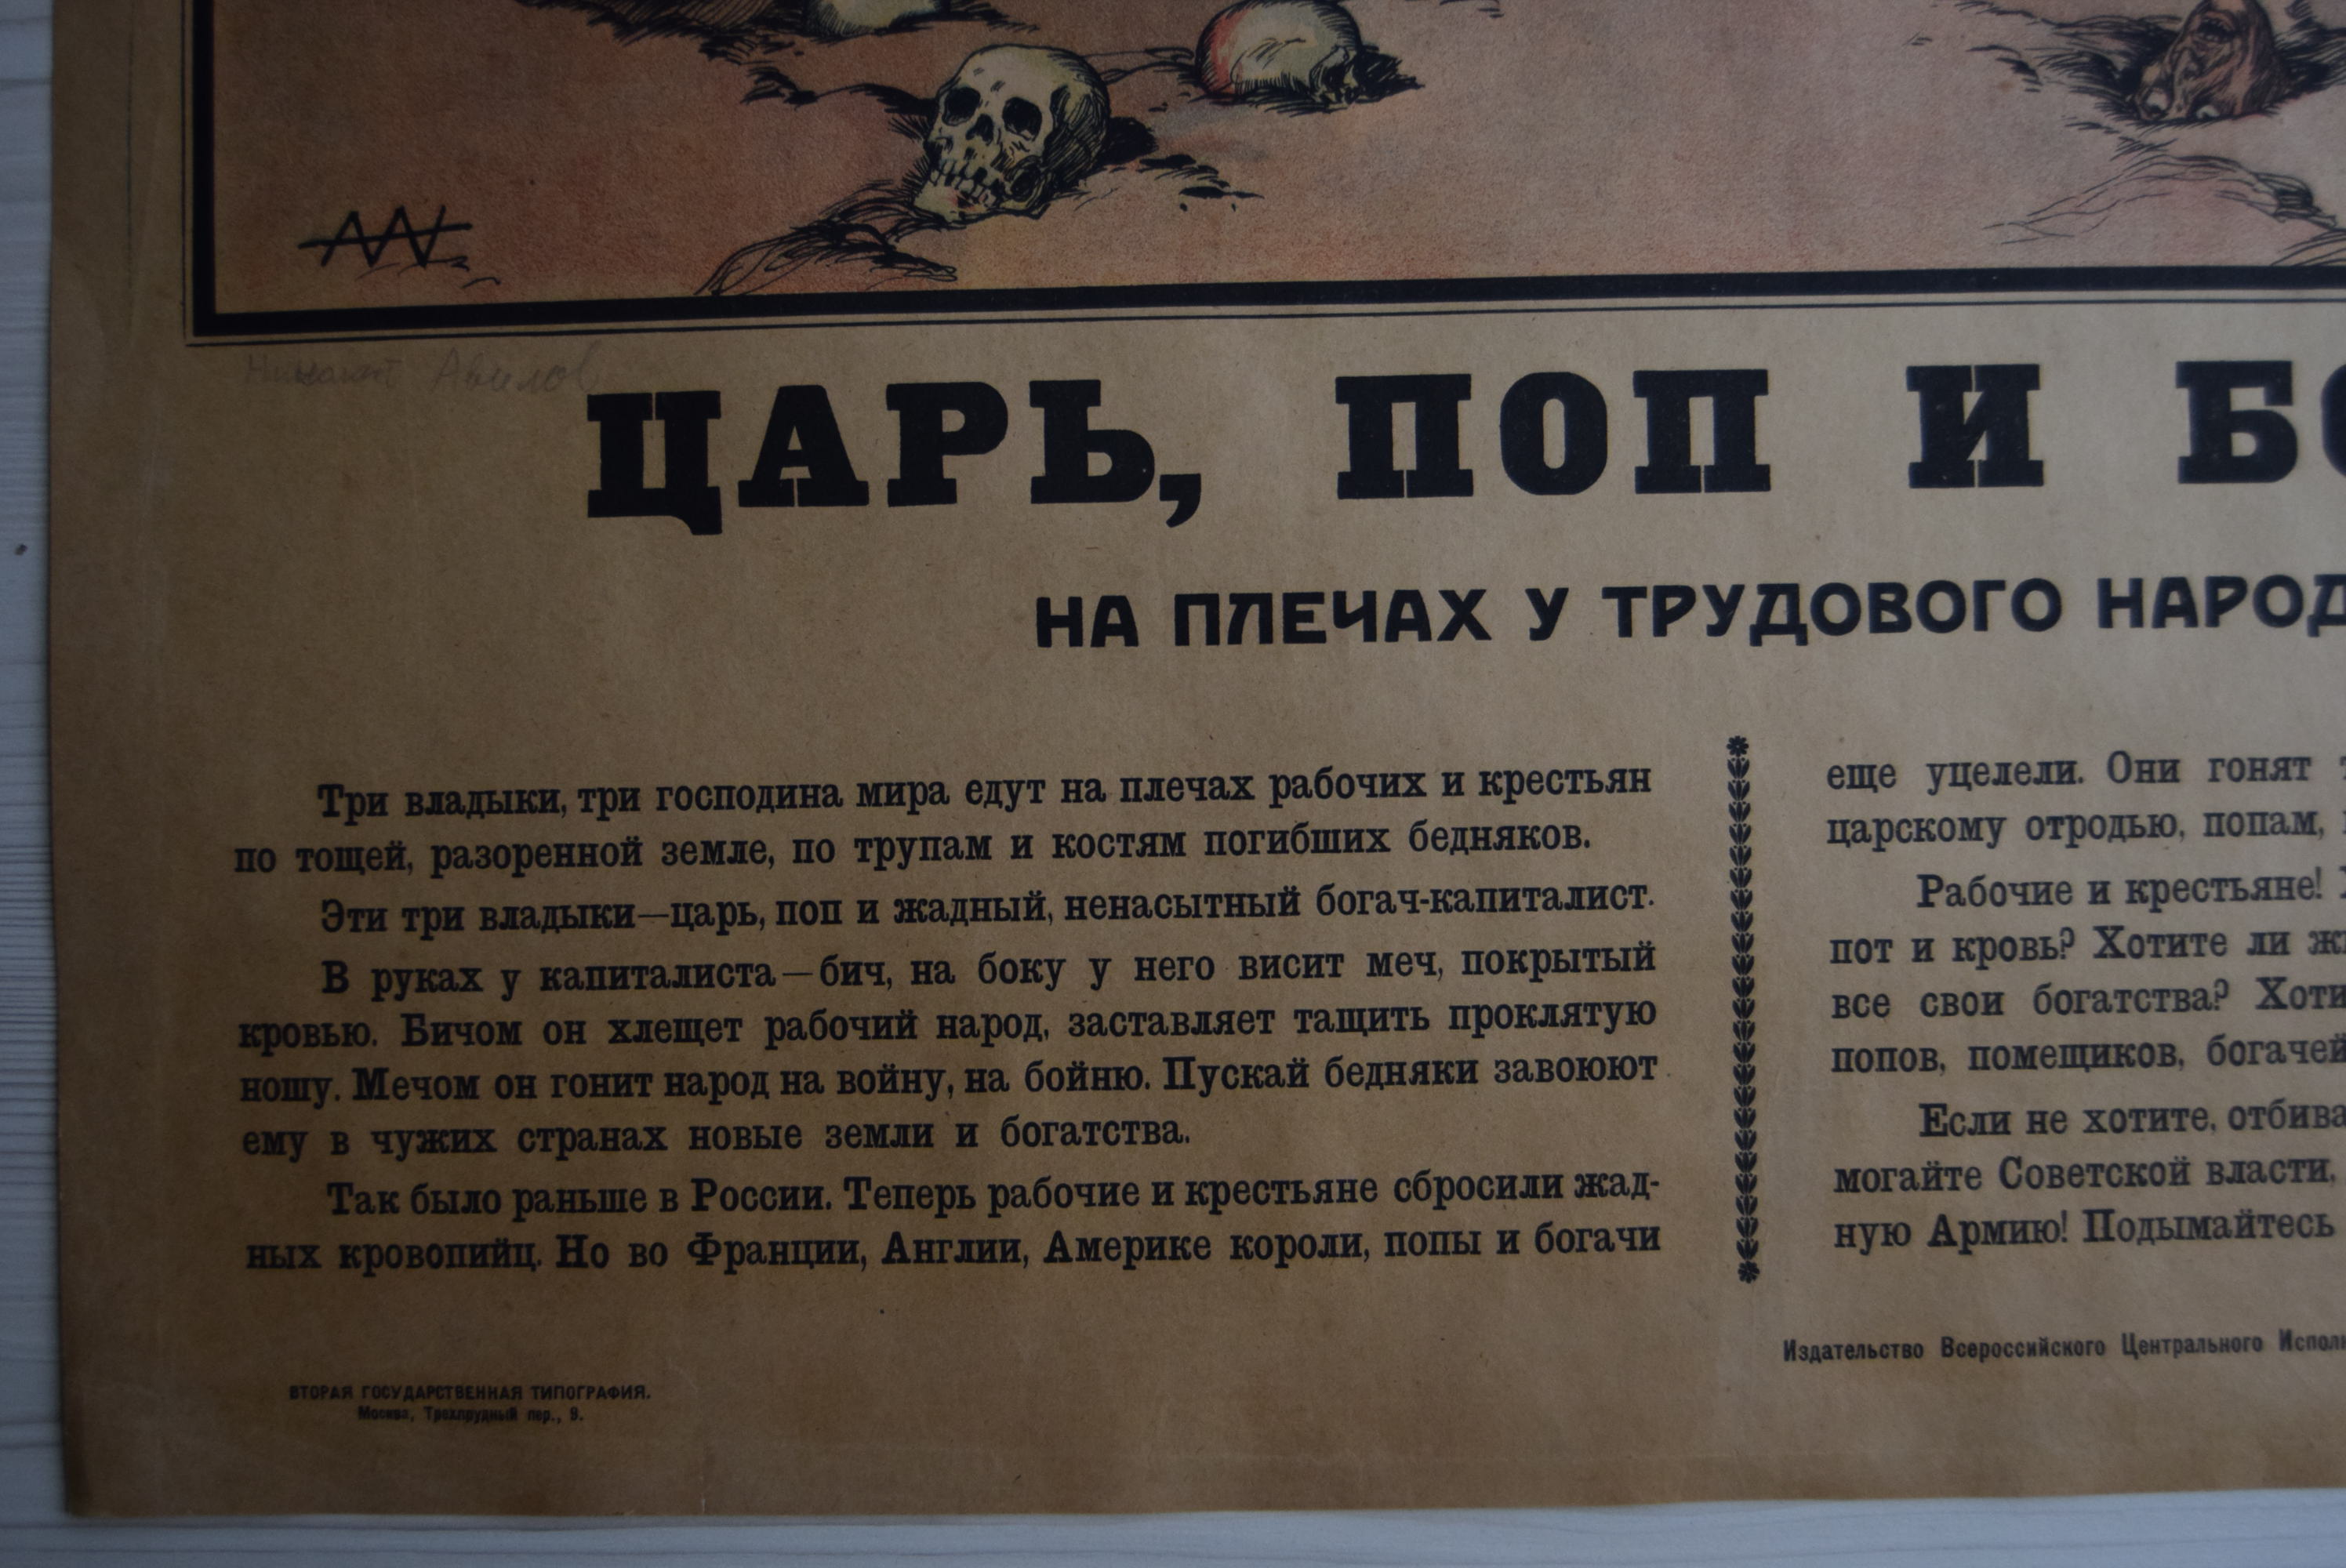 Авилов
ЦАРЬ, ПОП И
НА ПЛЕЧАХ У ТРУДОВОГО НАРОД
Три владыки, три господина мира едут на плечах рабочих и крестьян
по тощей, разоренной земле, по трупам и костям погибших бедняков.
Эти три владыки—царь, поп и жадный, ненасытный богач-капиталист.
В руках у капиталиста—бич, на боку у него висит меч, покрытый
кровью. Бичом он хлещет рабочий народ, заставляет тащить проклятую
ношу. Мечом он гонит народ на войну, на бойню. Пускай бедняки завоюют
ему в чужих странах новые земли и богатства.
Так было раньше в России. Теперь рабочие и крестьяне сбросили жад-
ных кровопийц. Но во Франции, Англии, Америке короли, попы и богачи
еще уцелели. Они гонят
царскому отродью, попам,
Рабочие и крестьяне!
пот и кровь? Хотите ли
все свои богатства? Хоти
попов, помещиков, богачей
Если не хотите, отбива
могайте Советской власти,
ную Армию! Подымайтесь
Издательство Всероссийского Центрального Испол
ВТОРАЯ ГОСУДАРСТВЕННАЯ ТИПОГРАФИЯ.
Москва, Трехпрудный пер., 9.